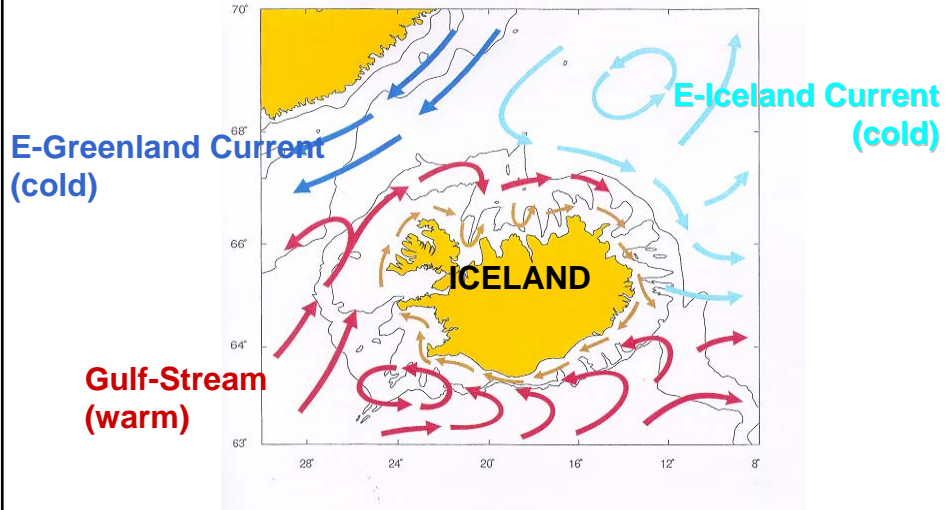 70°
E-Iceland Current
(cold)
68°
E-Greenland Current
(cold)
66°
ICELAND
64°
Gulf-Stream
(warm)
63°
28° 24° 20° 16° 12° 8°